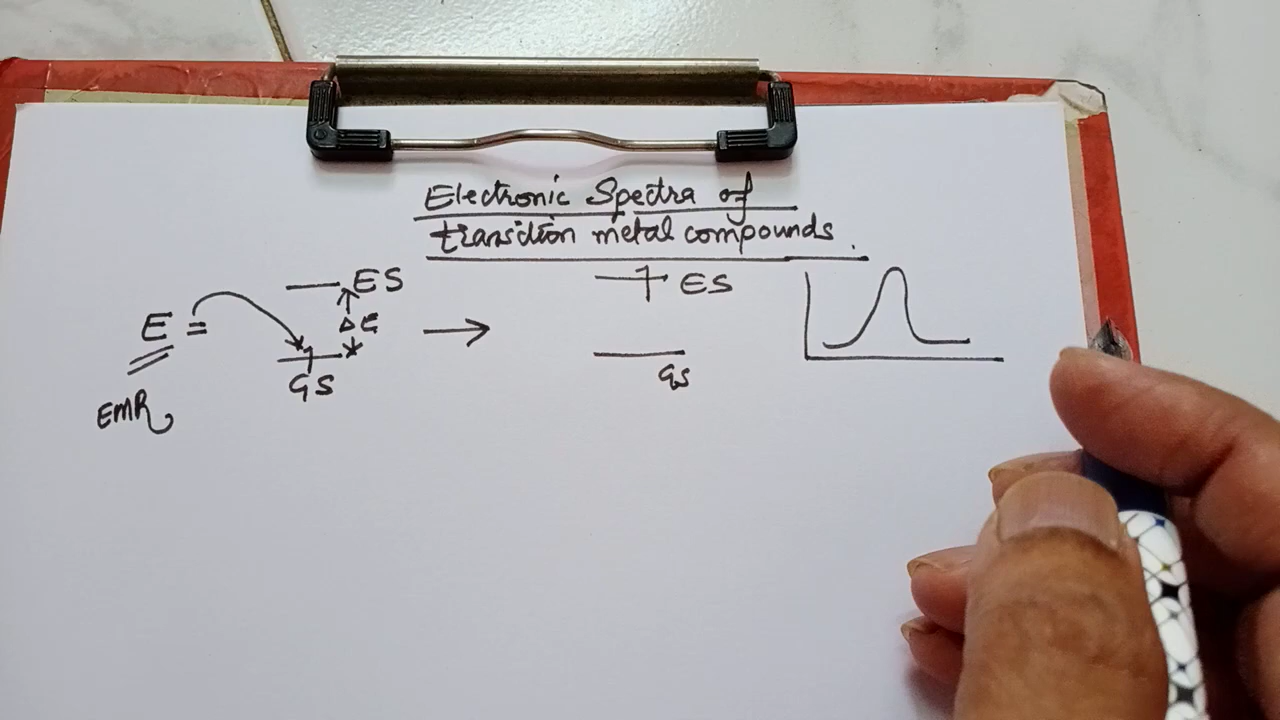 Electronic Spectra of
transition metal compounds.
ES
ES
E =
ΔE
GS
GS
EMR